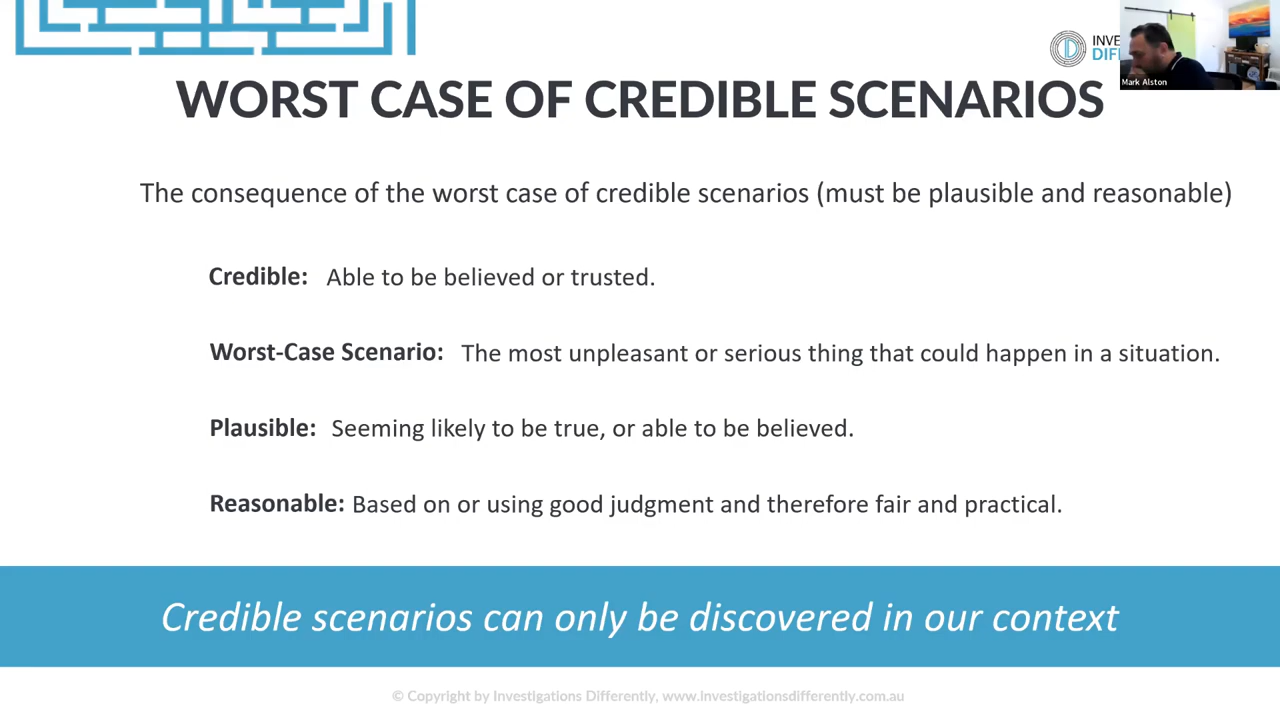 INVE
DIF
Mark Alston
WORST CASE OF CREDIBLE SCENARIOS
The consequence of the worst case of credible scenarios (must be plausible and reasonable)
Credible: Able to be believed or trusted.
Worst-Case Scenario: The most unpleasant or serious thing that could happen in a situation.
Plausible: Seeming likely to be true, or able to be believed.
Reasonable: Based on or using good judgment and therefore fair and practical.
Credible scenarios can only be discovered in our context
© Copyright by Investigations Differently, www.investigationsdifferently.com.au